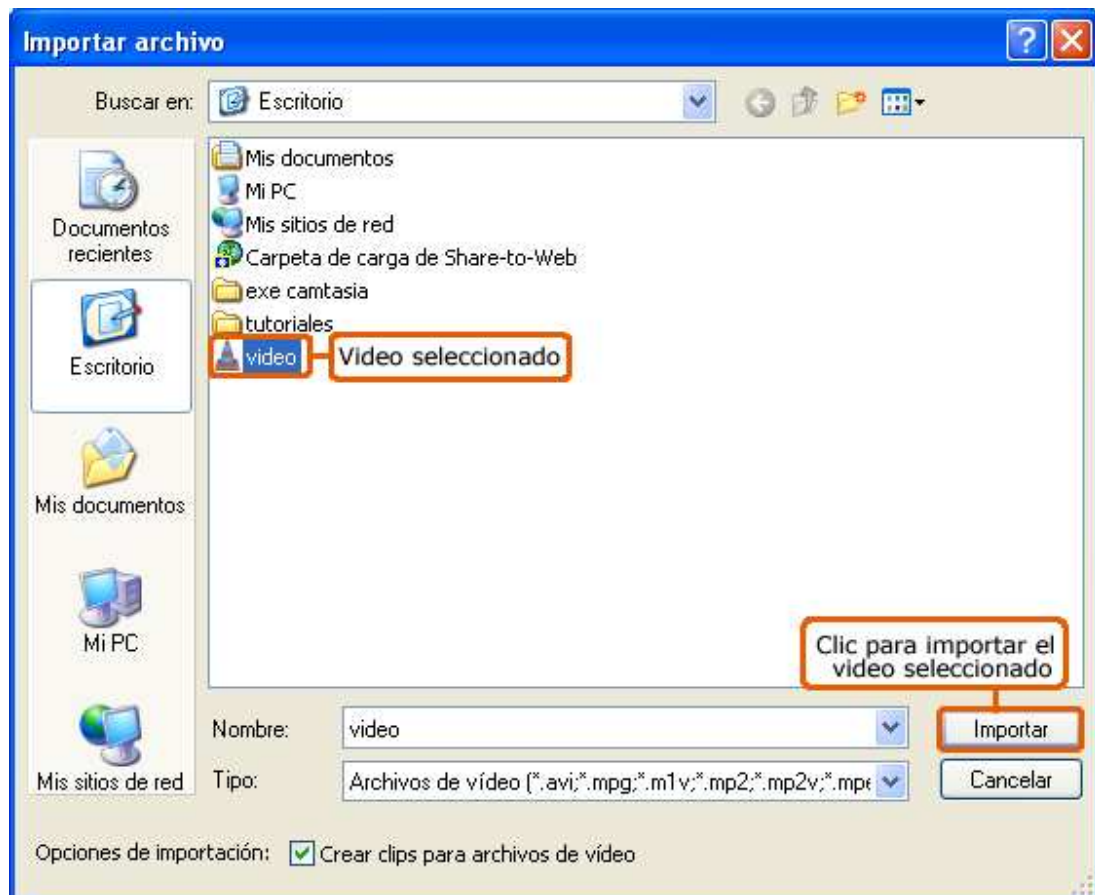 Importar archivo
Buscar en:
Escritorio
Documentos
recientes
Escritorio
Mis documentos
Mi PC
Mis sitios de red
Mis documentos
Mi PC
Mis sitios de red
Carpeta de carga de Share-to-Web
exe camtasia
tutoriales
video
Video seleccionado
Clic para importar el
video seleccionado
Nombre:
video
Importar
Tipo:
Archivos de vídeo (*.avi;*.mpg;*.m1v;*.mp2;*.mp2v;*.mpe
Cancelar
Opciones de importación:
Crear clips para archivos de vídeo